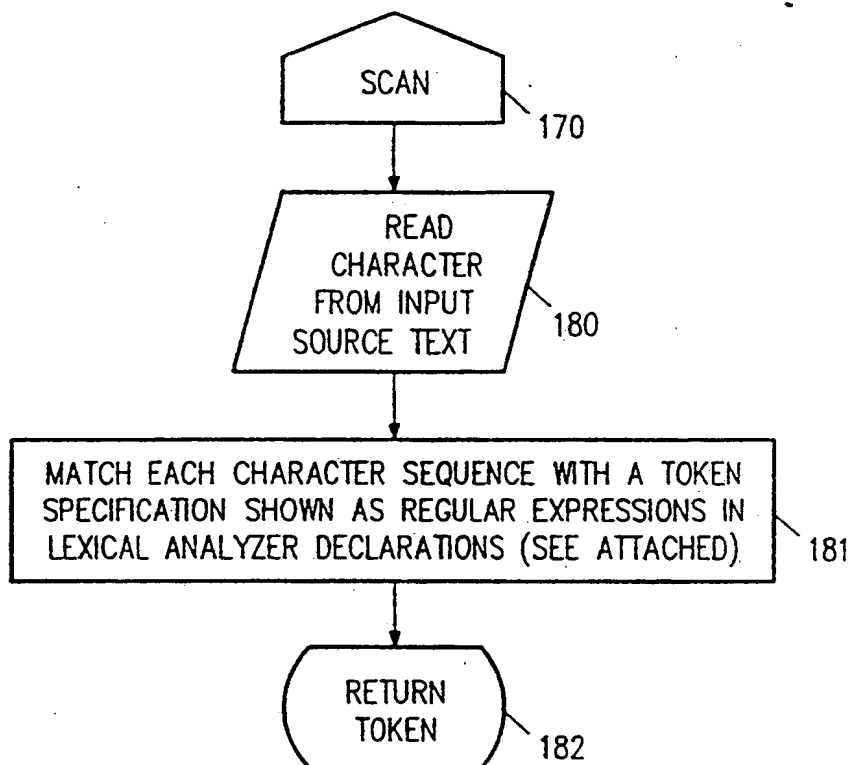 SCAN
170
READ
CHARACTER
FROM INPUT
SOURCE TEXT
180
MATCH EACH CHARACTER SEQUENCE WITH A TOKEN
SPECIFICATION SHOWN AS REGULAR EXPRESSIONS IN
LEXICAL ANALYZER DECLARATIONS (SEE ATTACHED)
181
RETURN
TOKEN
182